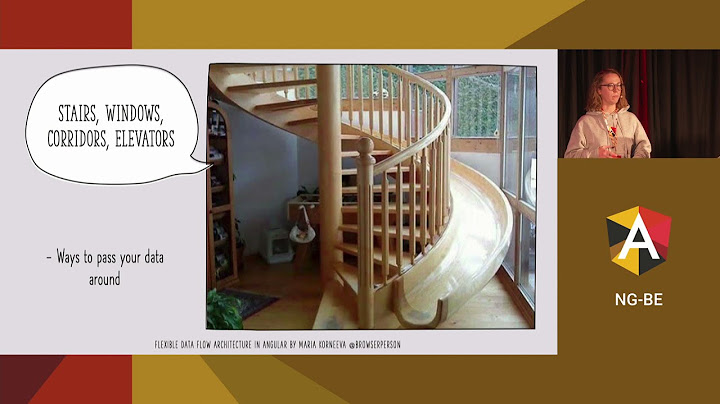 STAIRS, WINDOWS,
CORRIDORS, ELEVATORS
- Ways to pass your data
around
FLEXIBLE DATA FLOW ARCHITECTURE IN ANGULAR BY MARIA KORNEEVA @BROWSERPERSON
A
NG-BE